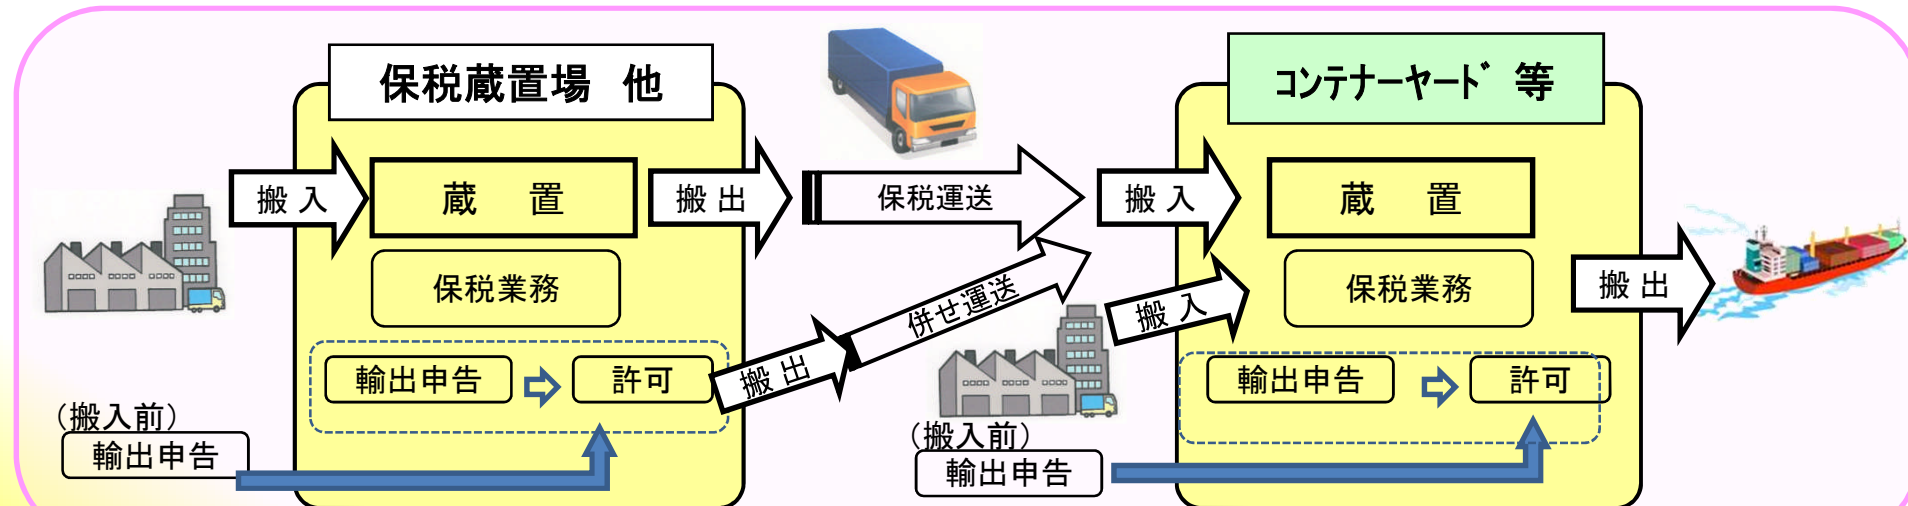 保税蔵置場 他
コンテナーヤード 等
搬 入
蔵 置
搬 出
保税運送
搬 入
蔵 置
保税業務
併せ運送
搬 入
保税業務
搬 出
輸出申告
許可
搬 出
輸出申告
許可
(搬入前)
輸出申告
(搬入前)
輸出申告